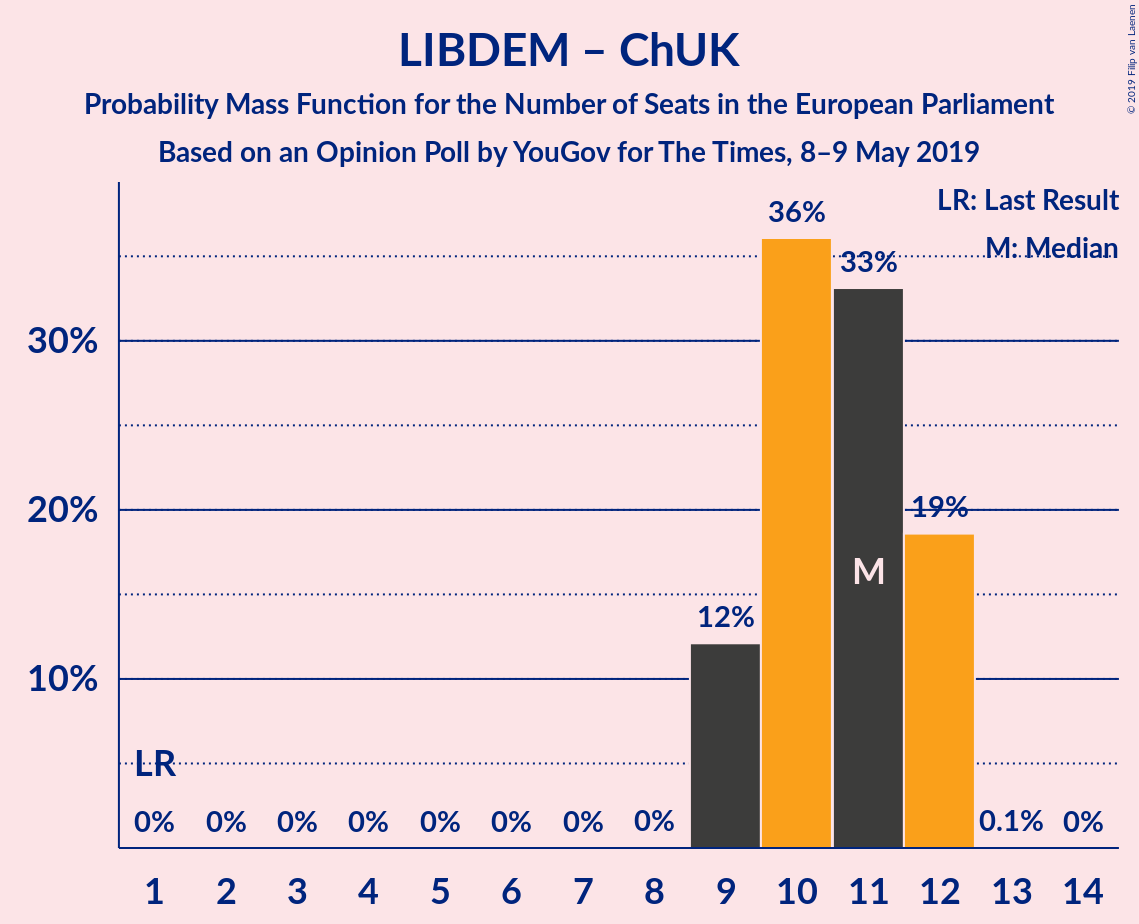 LIBDEM – ChUK
Probability Mass Function for the Number of Seats in the European Parliament
Based on an Opinion Poll by YouGov for The Times, 8–9 May 2019
© 2019 Filip van Laenen
LR: Last Result
M: Median
36%
33%
30%
20%
19%
M
12%
10%
LR
0% 0% 0% 0% 0% 0% 0% 0% 0.1% 0%
1 2 3 4 5 6 7 8 9 10 11 12 13 14